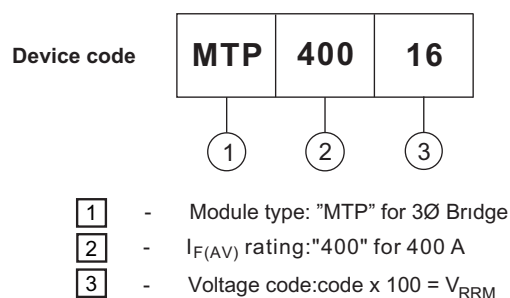 Device code MTP 400 16
1 2 3
1 - Module type: "MTP" for 3Ø Brıdge
2 - IF(AV) rating:"400" for 400 A
3 - Voltage code:code x 100 = VRRM